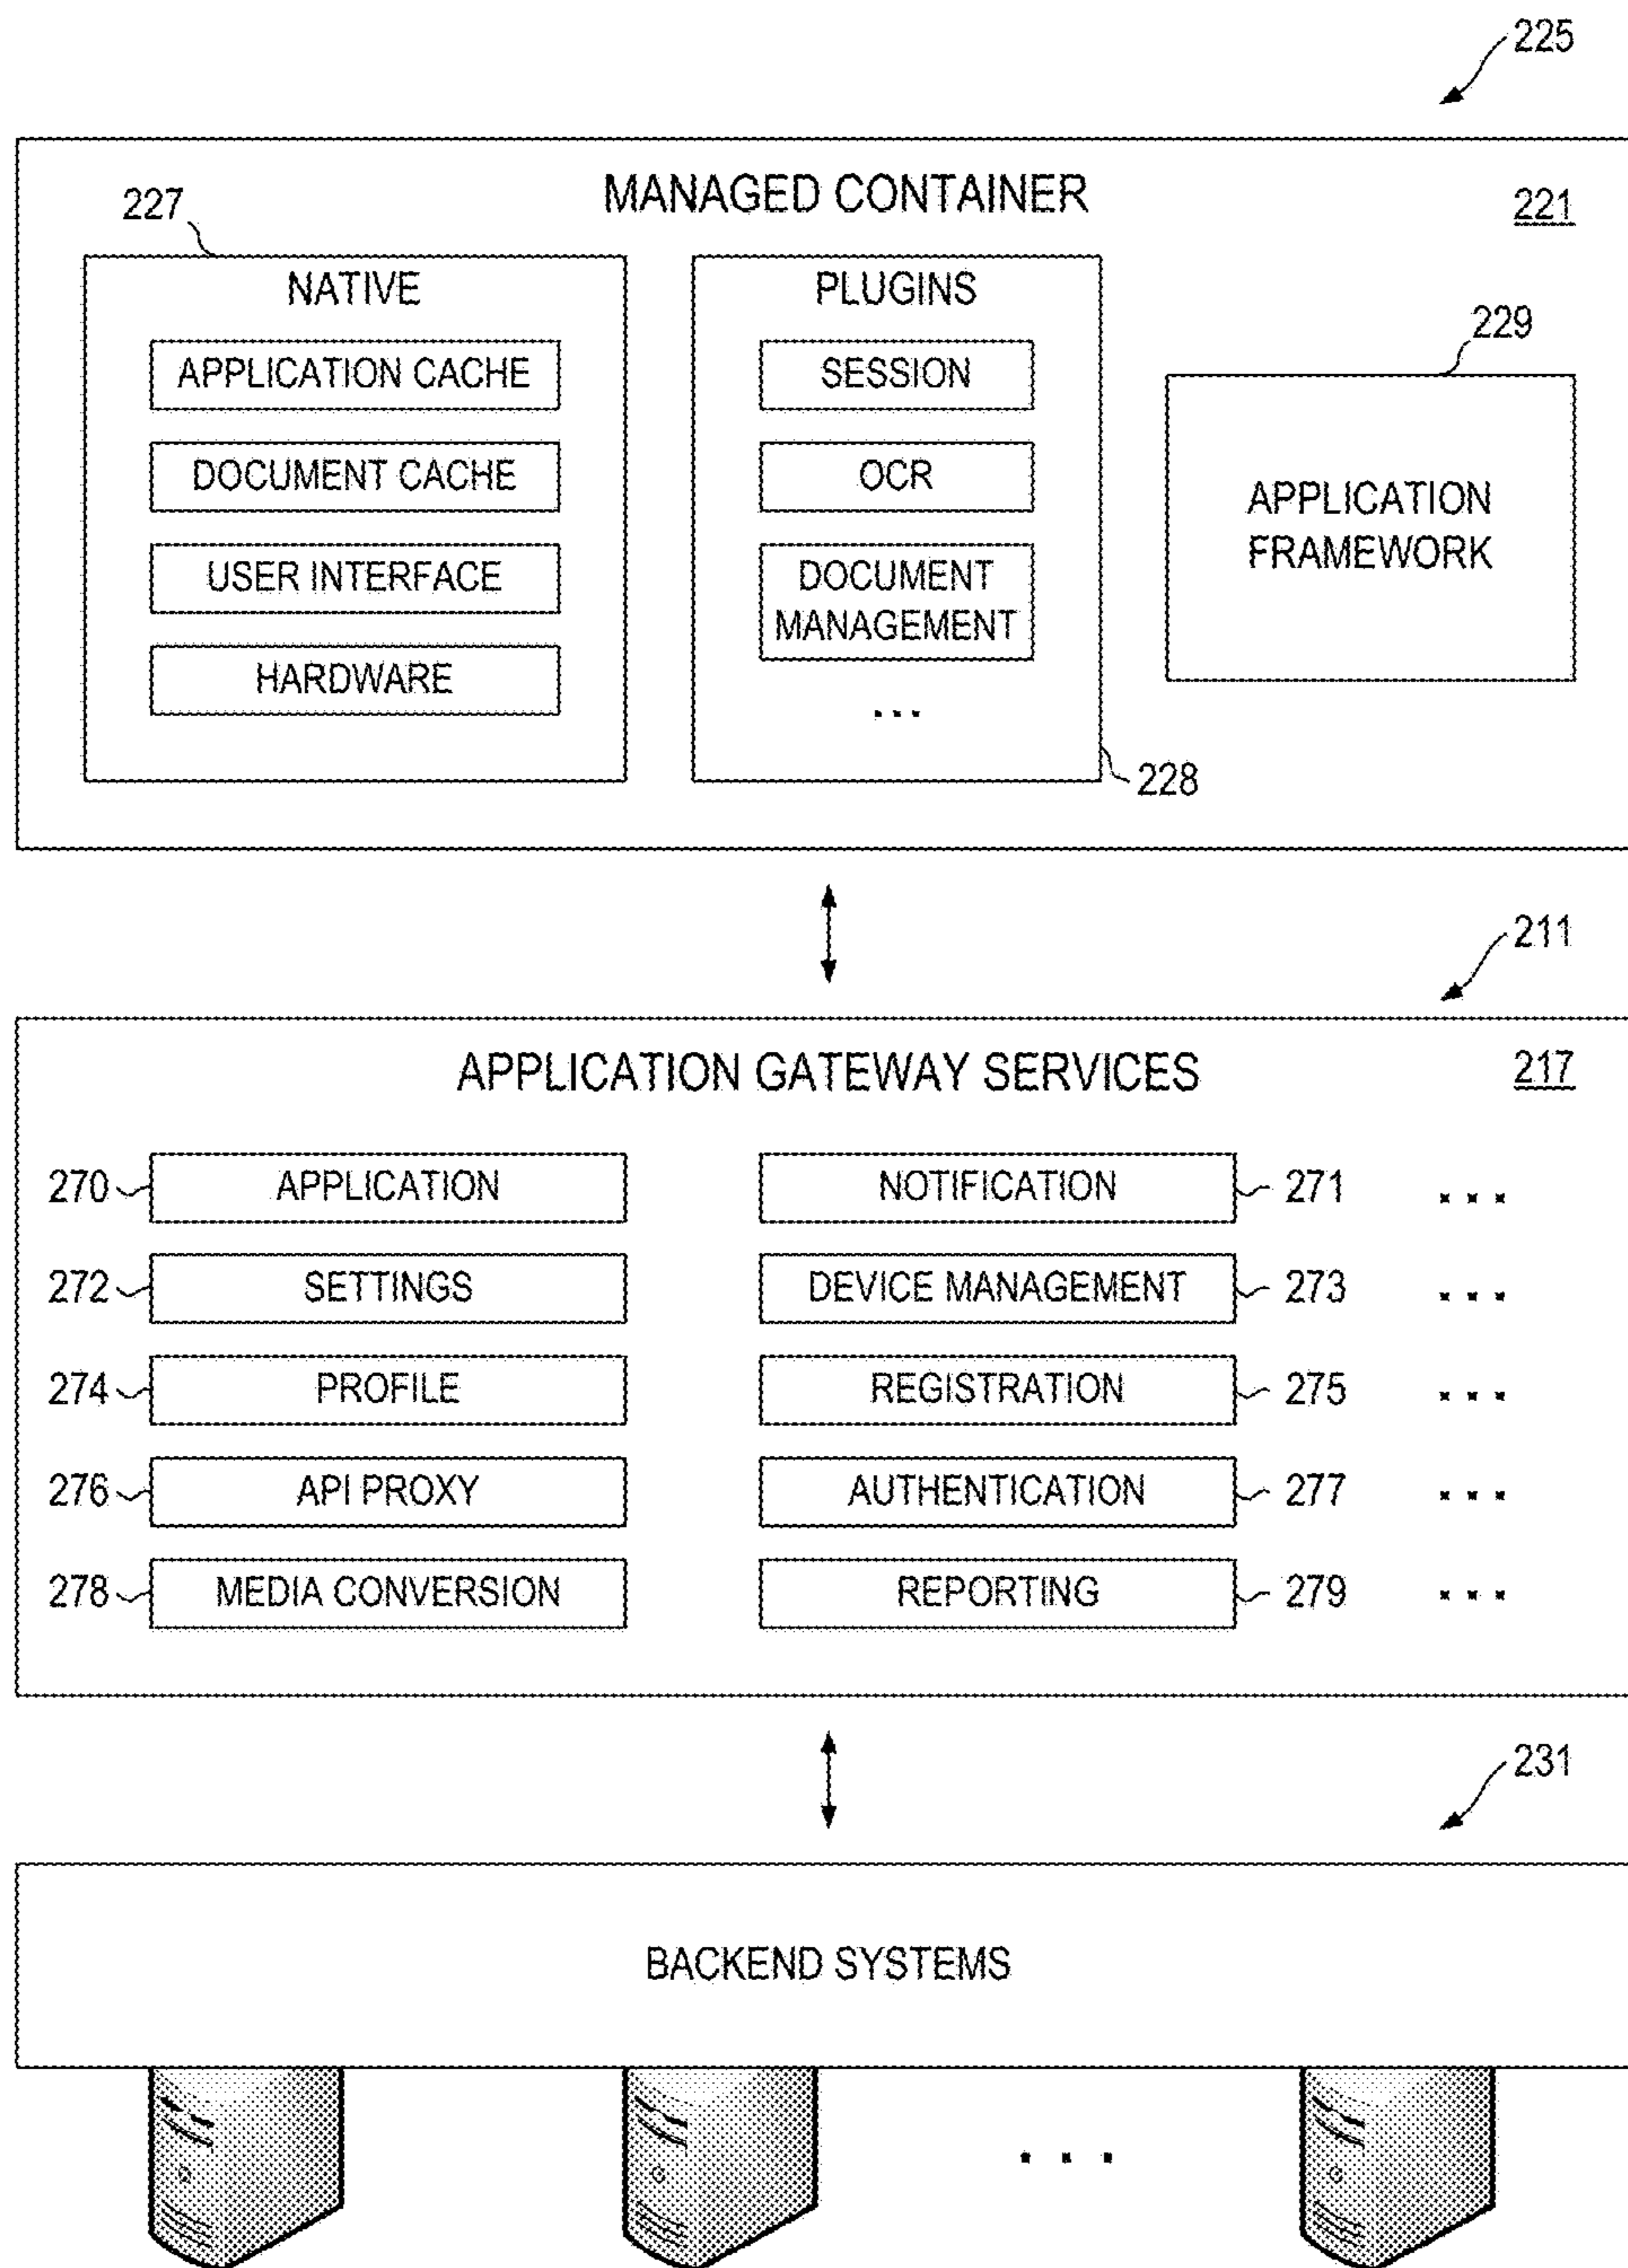 225
MANAGED CONTAINER
221
227
NATIVE
APPLICATION CACHE
DOCUMENT CACHE
USER INTERFACE
HARDWARE
PLUGINS
SESSION
OCR
DOCUMENT
MANAGEMENT
...
228
229
APPLICATION
FRAMEWORK
211
APPLICATION GATEWAY SERVICES
217
270 APPLICATION NOTIFICATION 271 ...
272 SETTINGS DEVICE MANAGEMENT 273 ...
274 PROFILE REGISTRATION 275 ...
276 API PROXY AUTHENTICATION 277 ...
278 MEDIA CONVERSION REPORTING 279 ...
231
BACKEND SYSTEMS
...